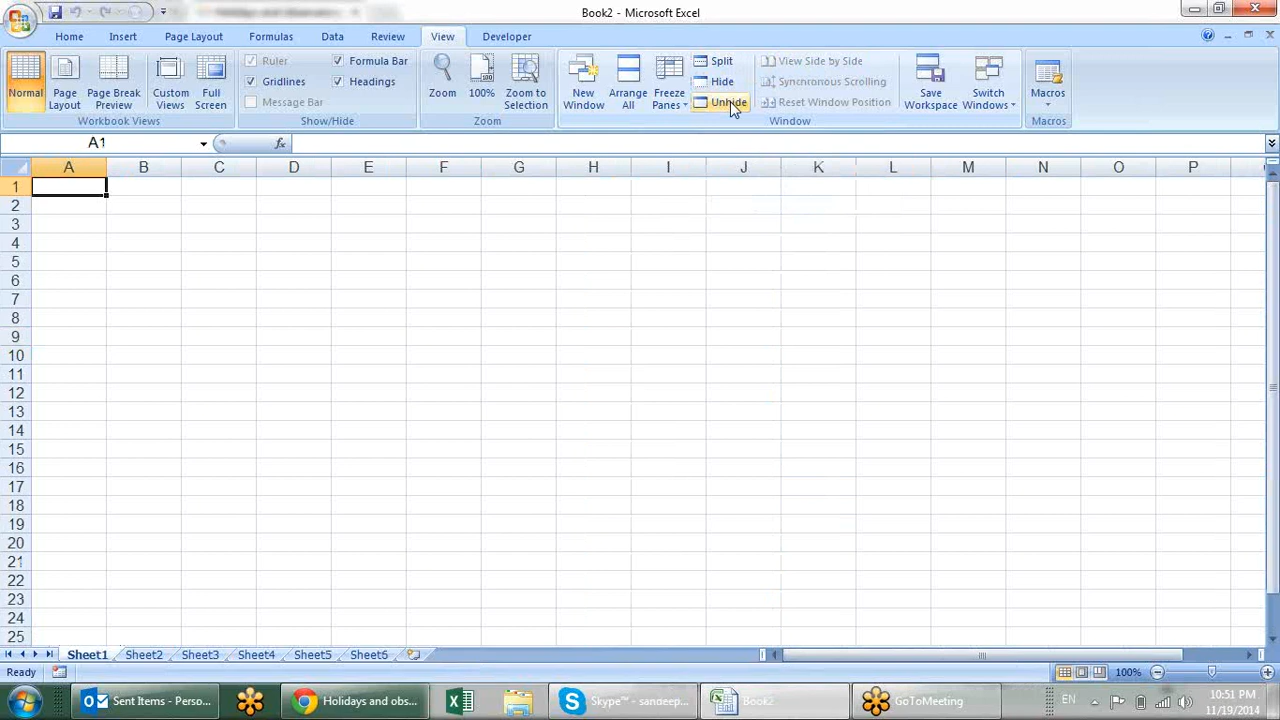 Book2 - Microsoft Excel
Home Insert Page Layout Formulas Data Review View Developer
Normal
Page Layout
Page Break Preview
Custom Views
Full Screen
Workbook Views
Ruler
Formula Bar
Gridlines
Headings
Message Bar
Show/Hide
Zoom
100%
Zoom to Selection
Zoom
New Window
Arrange All
Freeze Panes
Split
Hide
Unhide
View Side by Side
Synchronous Scrolling
Reset Window Position
Save Workspace
Switch Windows
Window
Macros
Macros
A1
fx
A B C D E F G H I J K L M N O P
1
2
3
4
5
6
7
8
9
10
11
12
13
14
15
16
17
18
19
20
21
22
23
24
25
Sheet1 Sheet2 Sheet3 Sheet4 Sheet5 Sheet6
Ready
100%
Sent Items - Perso...
Holidays and obs...
Skype™ - sandeep...
Book2
GoToMeeting
EN
10:51 PM
11/19/2014